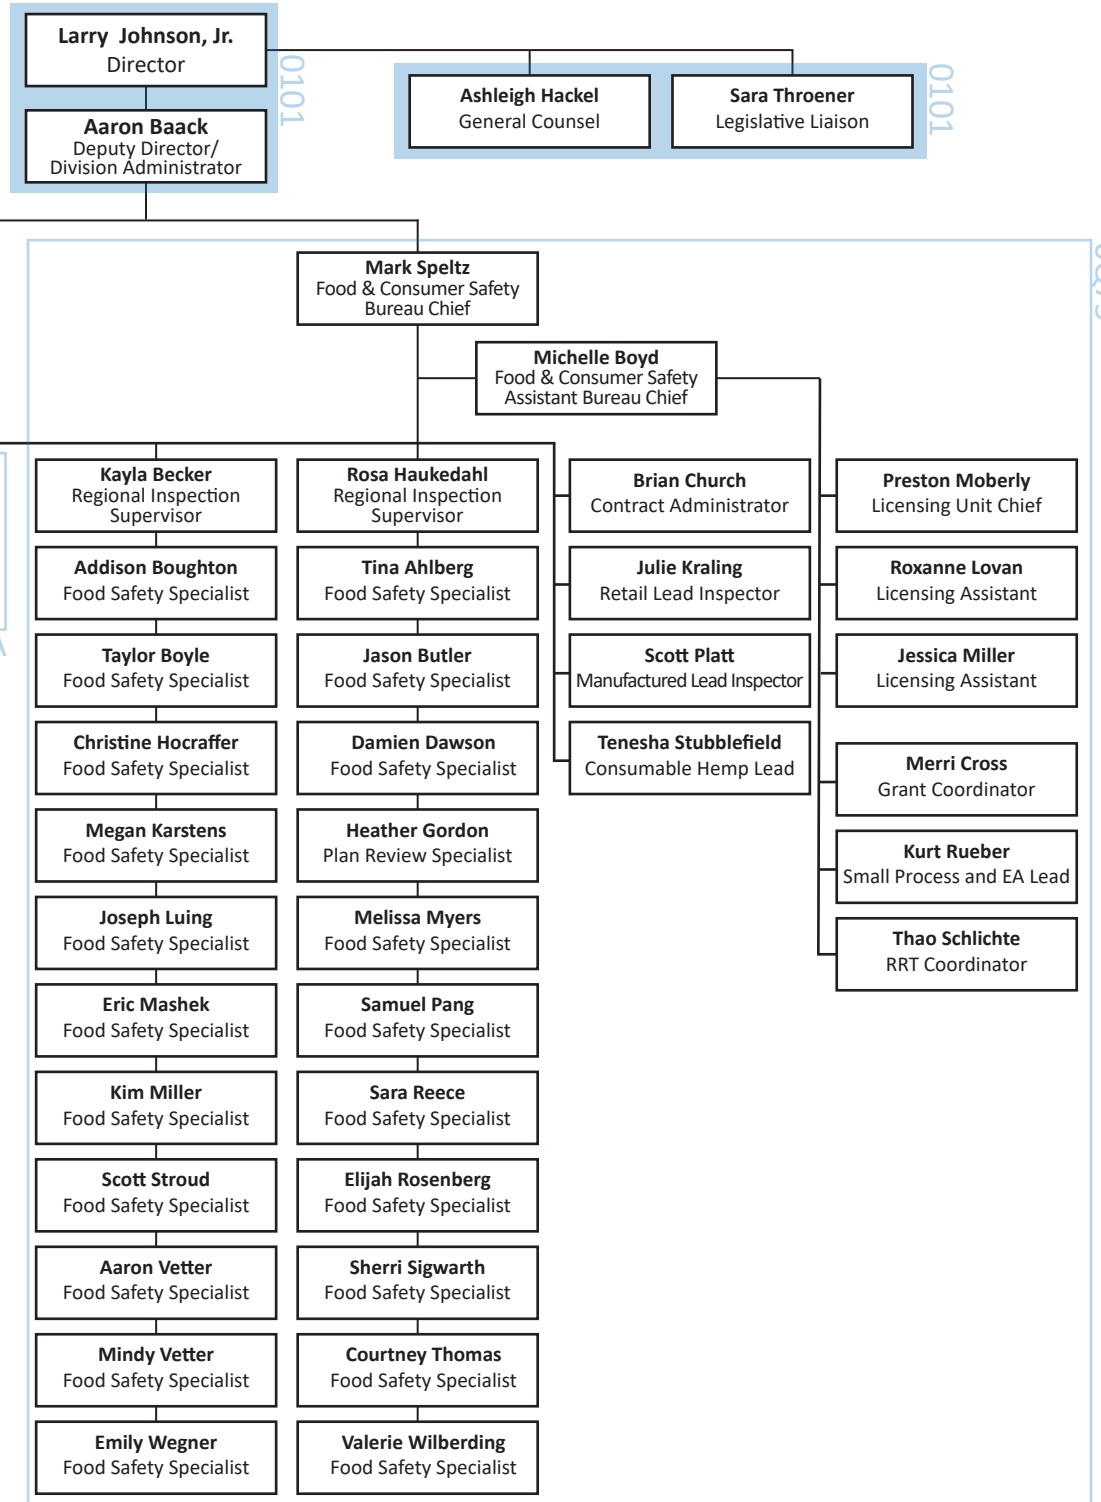 Larry Johnson, Jr.
Director
0101
Aaron Baack
Deputy Director/
Division Administrator
Ashleigh Hackel
General Counsel
Sara Throener
Legislative Liaison
0101
Mark Speltz
Food & Consumer Safety
Bureau Chief
Michelle Boyd
Food & Consumer Safety
Assistant Bureau Chief
Kayla Becker
Regional Inspection
Supervisor
Addison Boughton
Food Safety Specialist
Taylor Boyle
Food Safety Specialist
Christine Hocraffer
Food Safety Specialist
Megan Karstens
Food Safety Specialist
Joseph Luing
Food Safety Specialist
Eric Mashek
Food Safety Specialist
Kim Miller
Food Safety Specialist
Scott Stroud
Food Safety Specialist
Aaron Vetter
Food Safety Specialist
Mindy Vetter
Food Safety Specialist
Emily Wegner
Food Safety Specialist
Rosa Haukedahl
Regional Inspection
Supervisor
Tina Ahlberg
Food Safety Specialist
Jason Butler
Food Safety Specialist
Damien Dawson
Food Safety Specialist
Heather Gordon
Plan Review Specialist
Melissa Myers
Food Safety Specialist
Samuel Pang
Food Safety Specialist
Sara Reece
Food Safety Specialist
Elijah Rosenberg
Food Safety Specialist
Sherri Sigwarth
Food Safety Specialist
Courtney Thomas
Food Safety Specialist
Valerie Wilberding
Food Safety Specialist
Brian Church
Contract Administrator
Julie Kraling
Retail Lead Inspector
Scott Platt
Manufactured Lead Inspector
Tenesha Stubblefield
Consumable Hemp Lead
Preston Moberly
Licensing Unit Chief
Roxanne Lovan
Licensing Assistant
Jessica Miller
Licensing Assistant
Merri Cross
Grant Coordinator
Kurt Rueber
Small Process and EA Lead
Thao Schlichte
RRT Coordinator